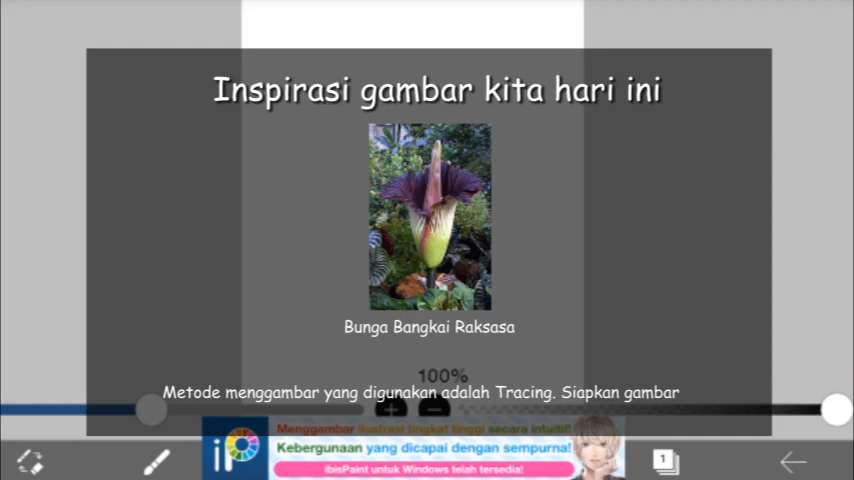 Inspirasi gambar kita hari ini
Bunga Bangkai Raksasa
100%
Metode menggambar yang digunakan adalah Tracing. Siapkan gambar
iP
Menggambar ilustrasi tingkat tinggi secara intuitif!
Kebergunaan yang dicapai dengan sempurna!
ibisPaint untuk Windows telah tersedia!
1